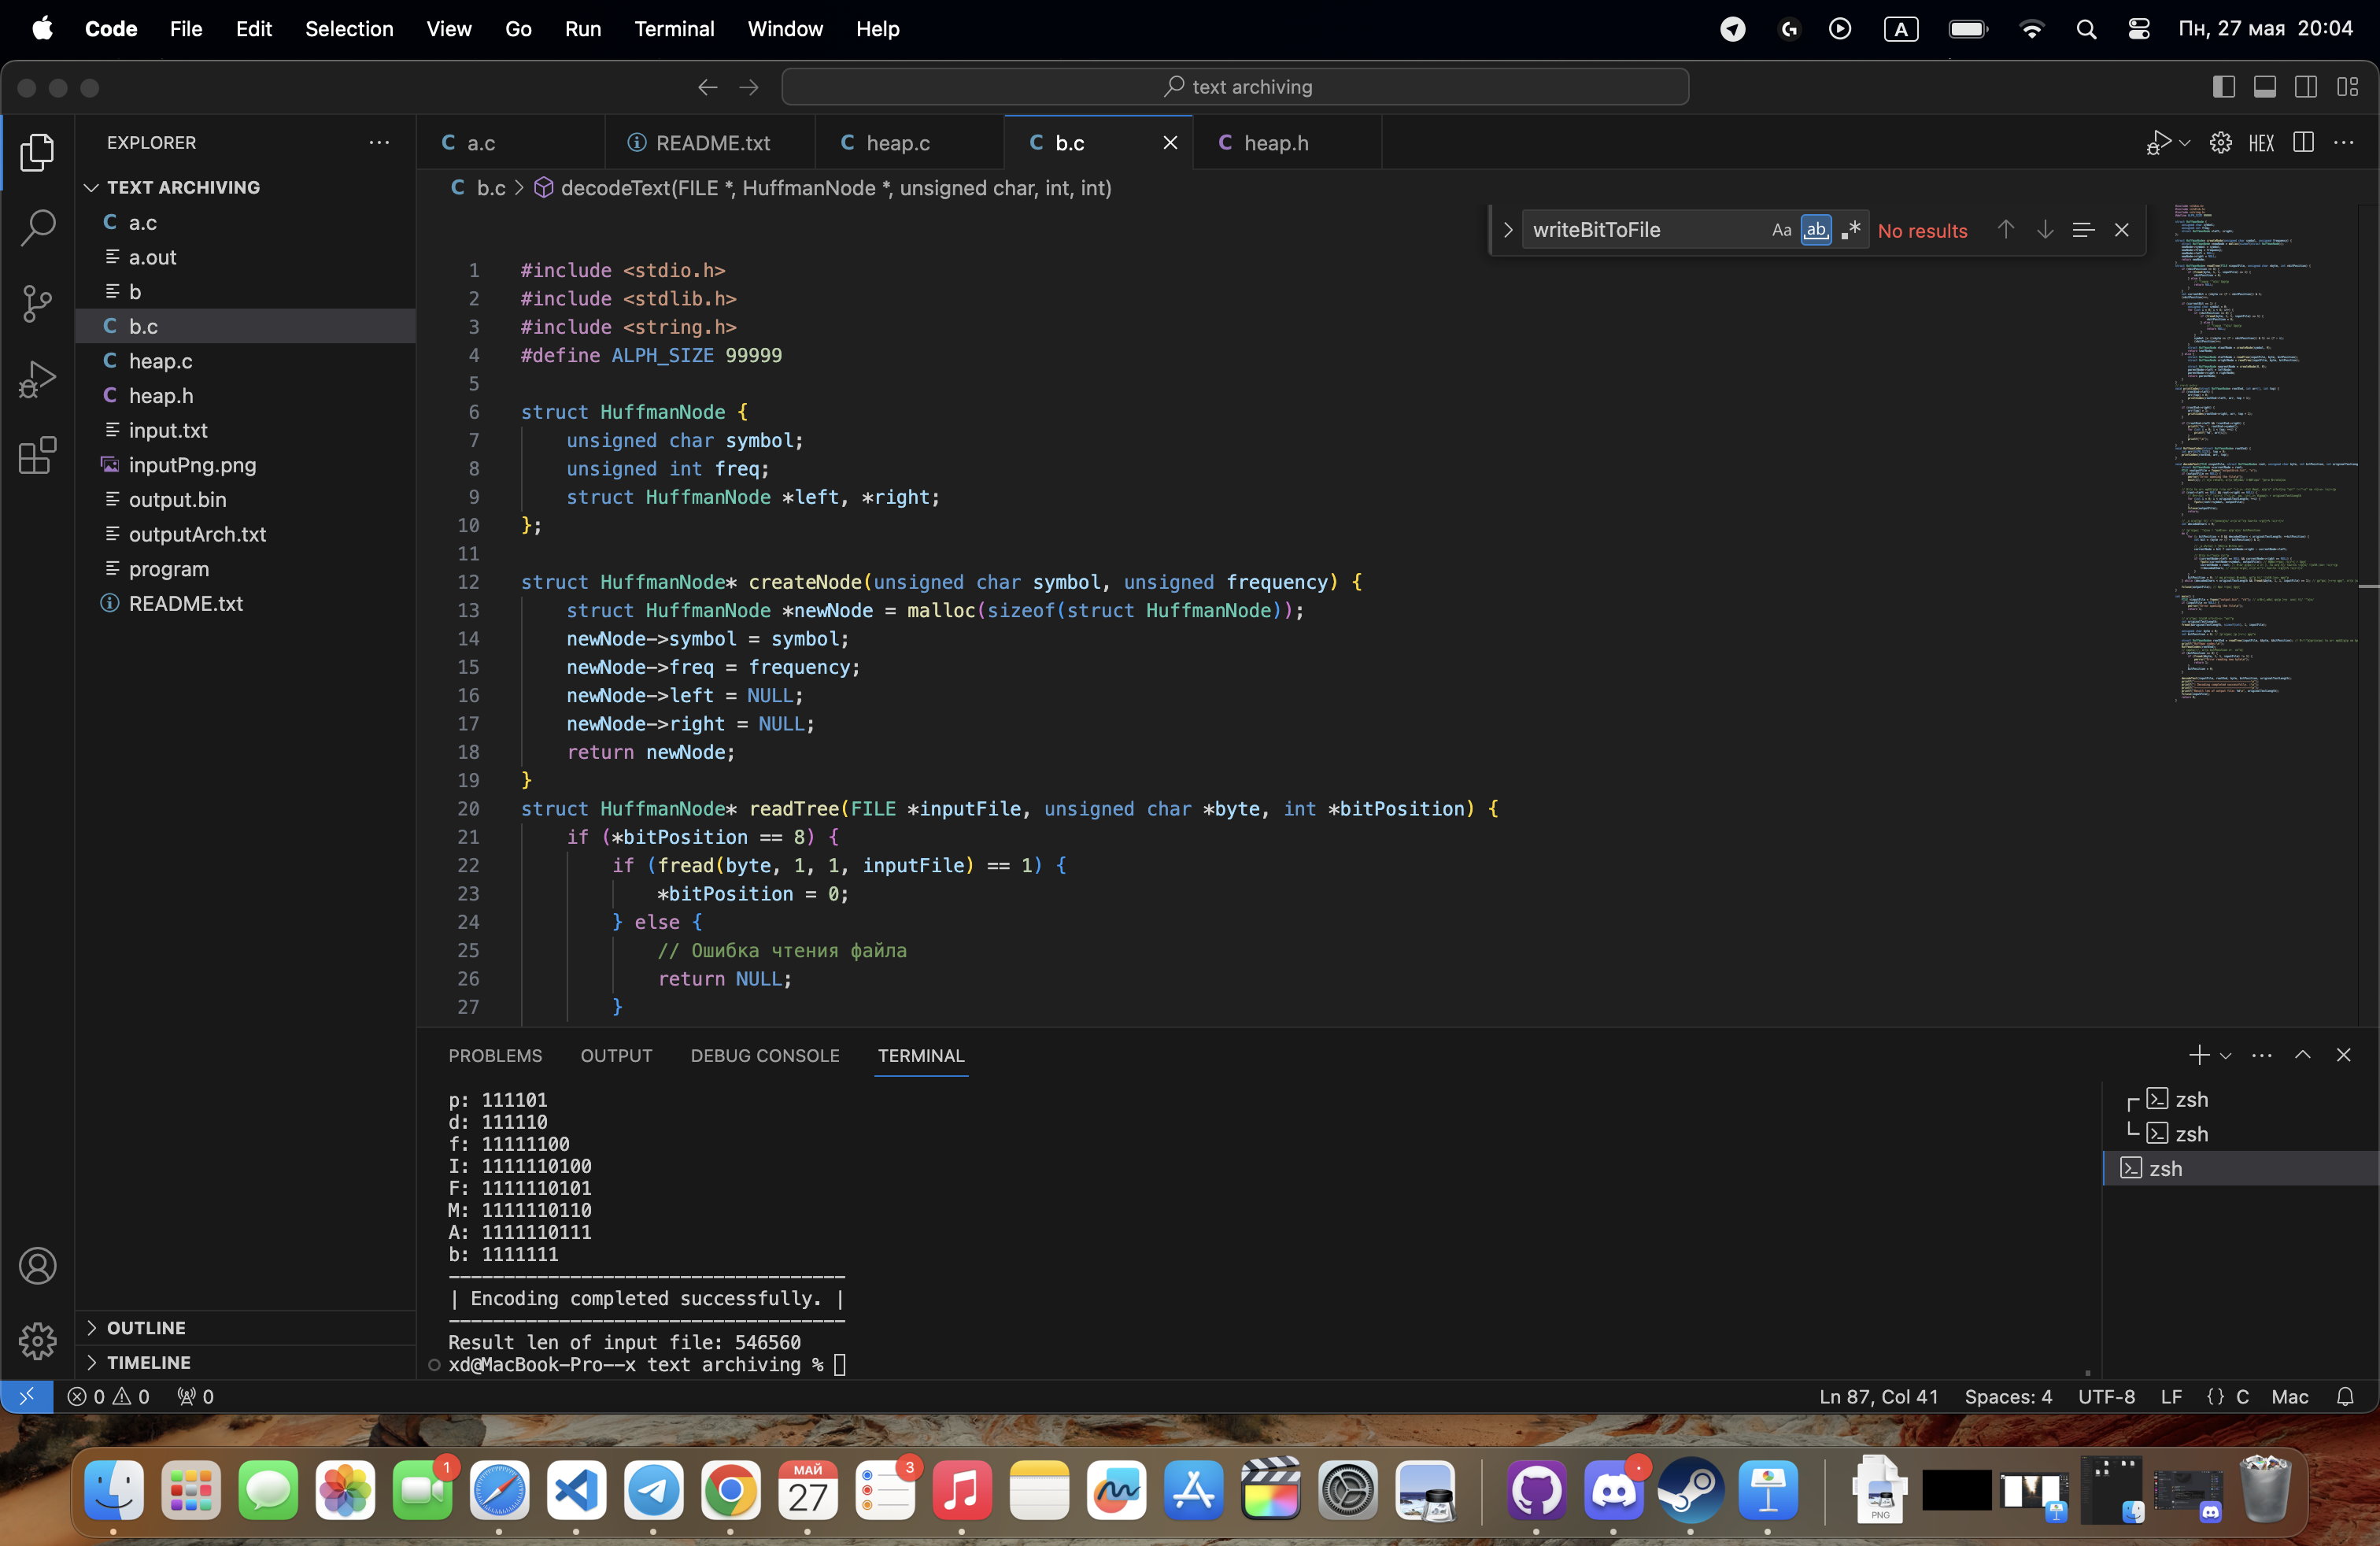 Code File Edit Selection View Go Run Terminal Window Help
A
Пн, 27 мая 20:04
text archiving
EXPLORER
TEXT ARCHIVING
C a.c
a.out
b
C b.c
C heap.c
C heap.h
input.txt
inputPng.png
output.bin
outputArch.txt
program
README.txt
OUTLINE
TIMELINE
C a.c
README.txt
C heap.c
C b.c
C heap.h
HEX
C b.c > decodeText(FILE *, HuffmanNode *, unsigned char, int, int)
writeBitToFile Aa ab No results
1 #include <stdio.h>
2 #include <stdlib.h>
3 #include <string.h>
4 #define ALPH_SIZE 99999
5
6 struct HuffmanNode {
7 unsigned char symbol;
8 unsigned int freq;
9 struct HuffmanNode *left, *right;
10 };
11
12 struct HuffmanNode* createNode(unsigned char symbol, unsigned frequency) {
13 struct HuffmanNode *newNode = malloc(sizeof(struct HuffmanNode));
14 newNode->symbol = symbol;
15 newNode->freq = frequency;
16 newNode->left = NULL;
17 newNode->right = NULL;
18 return newNode;
19 }
20 struct HuffmanNode* readTree(FILE *inputFile, unsigned char *byte, int *bitPosition) {
21 if (*bitPosition == 8) {
22 if (fread(byte, 1, 1, inputFile) == 1) {
23 *bitPosition = 0;
24 } else {
25 // Ошибка чтения файла
26 return NULL;
27 }
PROBLEMS OUTPUT DEBUG CONSOLE TERMINAL
p: 111101
d: 111110
f: 11111100
I: 1111110100
F: 1111110101
M: 1111110110
A: 1111110111
b: 1111111
------------------------------------
| Encoding completed successfully. |
------------------------------------
Result len of input file: 546560
xd@MacBook-Pro--x text archiving %
zsh
zsh
zsh
0 0 0
Ln 87, Col 41 Spaces: 4 UTF-8 LF {} C Mac
1
МАЙ
27
3
PNG